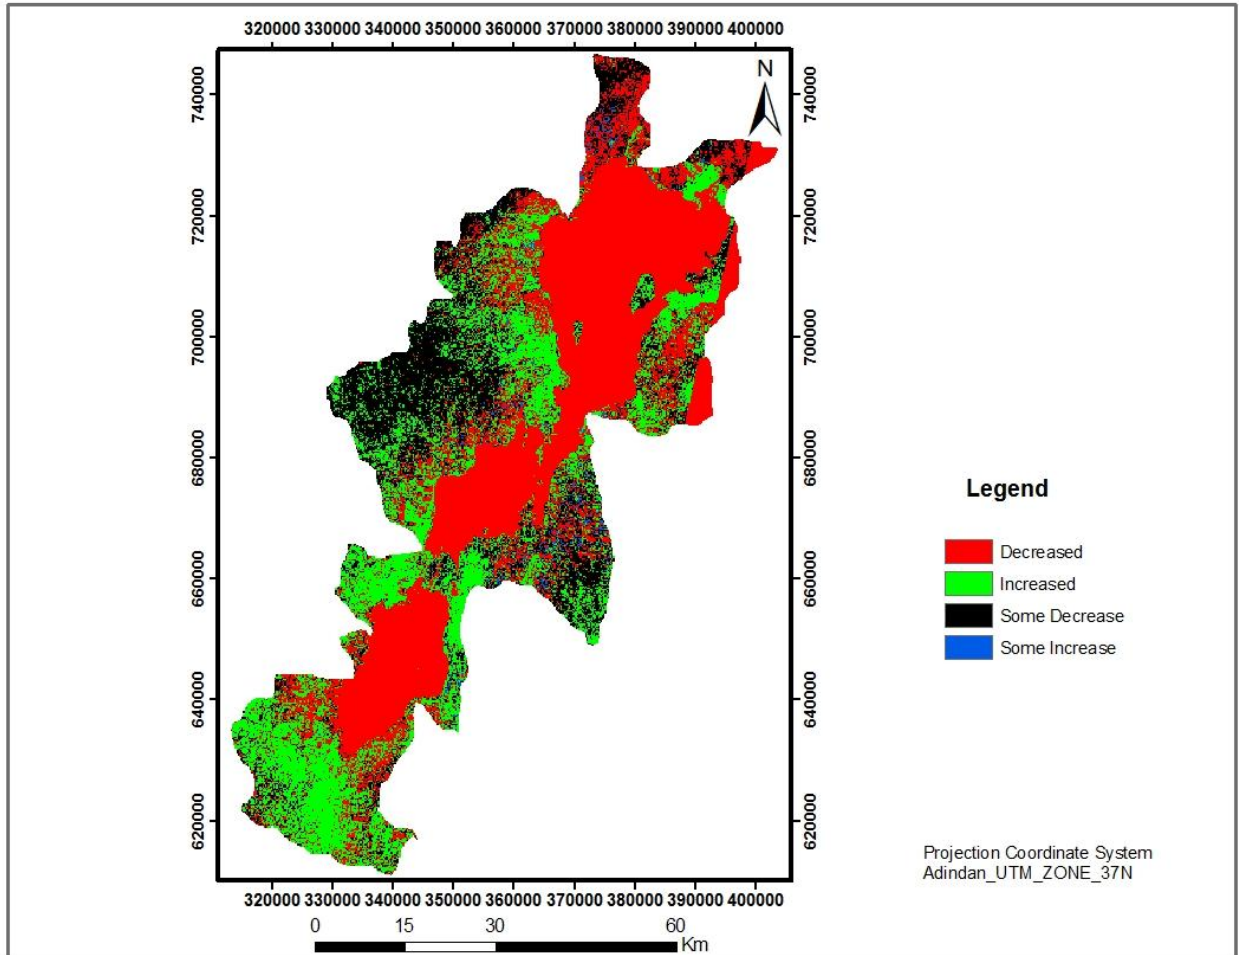 320000 330000 340000 350000 360000 370000 380000 390000 400000
740000
740000
N
720000
720000
700000
700000
680000
680000
660000
660000
640000
640000
620000
620000
Legend
Decreased
Increased
Some Decrease
Some Increase
Projection Coordinate System
Adindan_UTM_ZONE_37N
320000 330000 340000 350000 360000 370000 380000 390000 400000
0 15 30 60
Km